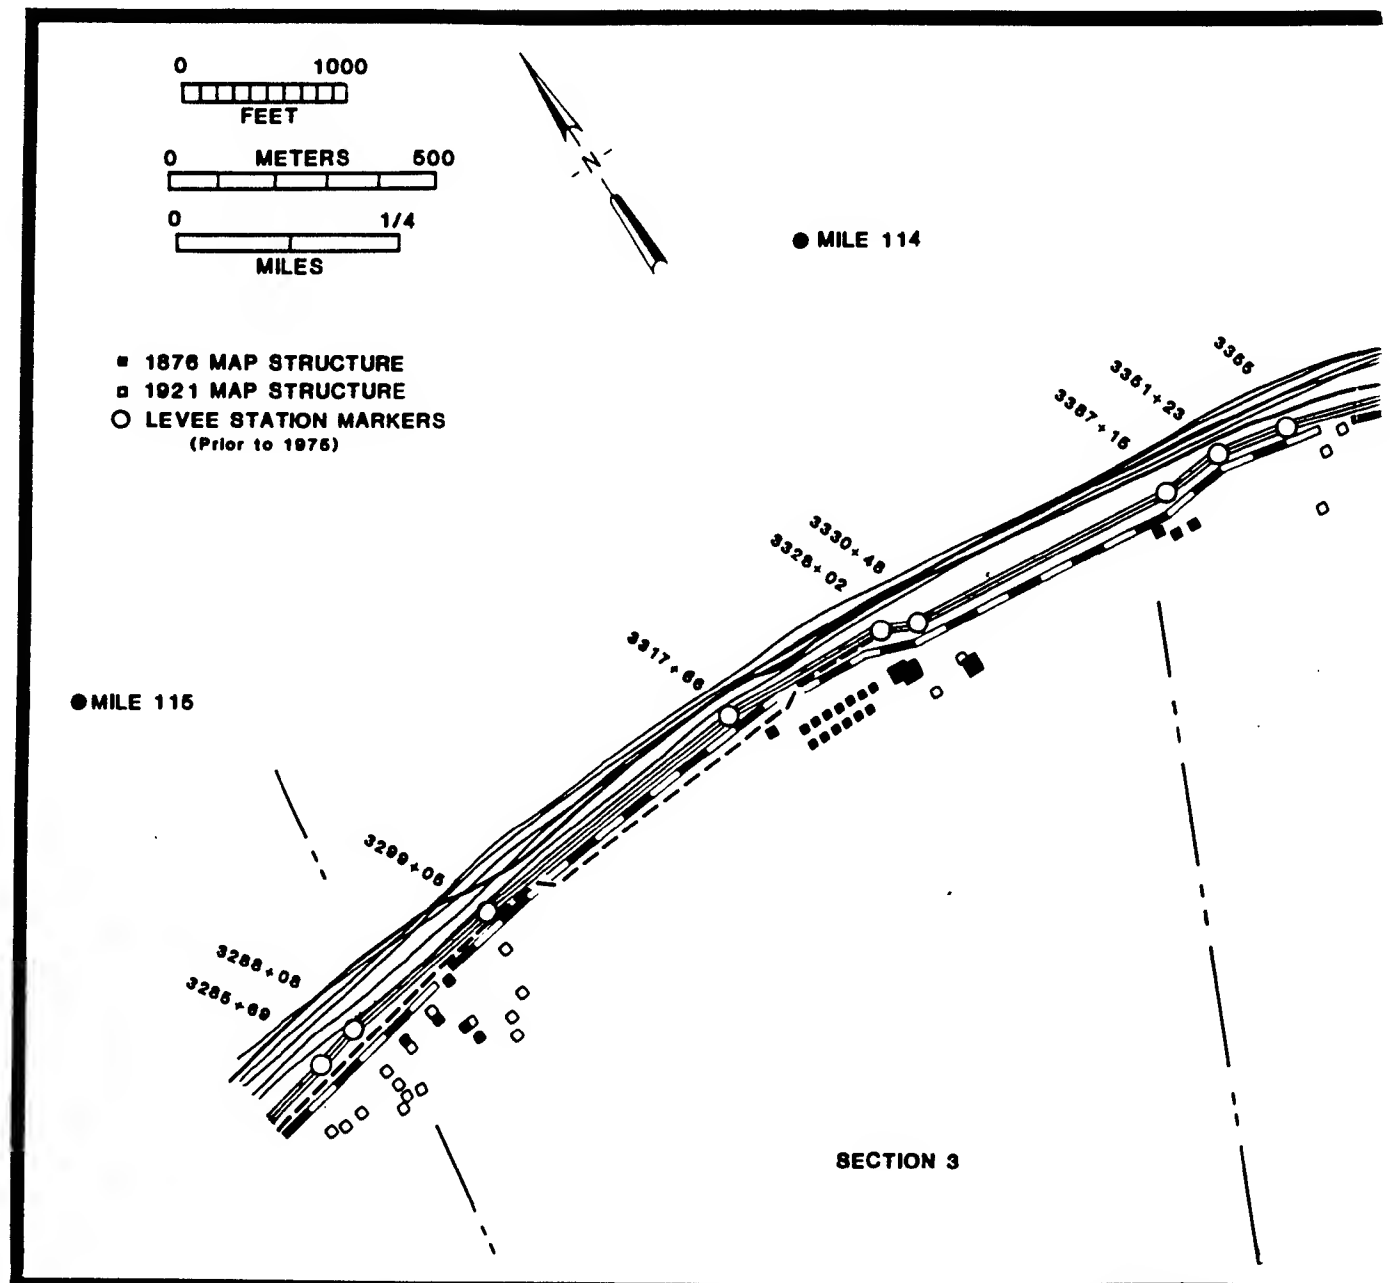 0 1000
FEET
0 METERS 500
0 1/4
MILES
N
MILE 114
1876 MAP STRUCTURE
1921 MAP STRUCTURE
LEVEE STATION MARKERS
(Prior to 1975)
3365
3361+23
3367+15
3330+48
3328+02
3317+66
MILE 115
3299+05
3288+08
3285+69
SECTION 3